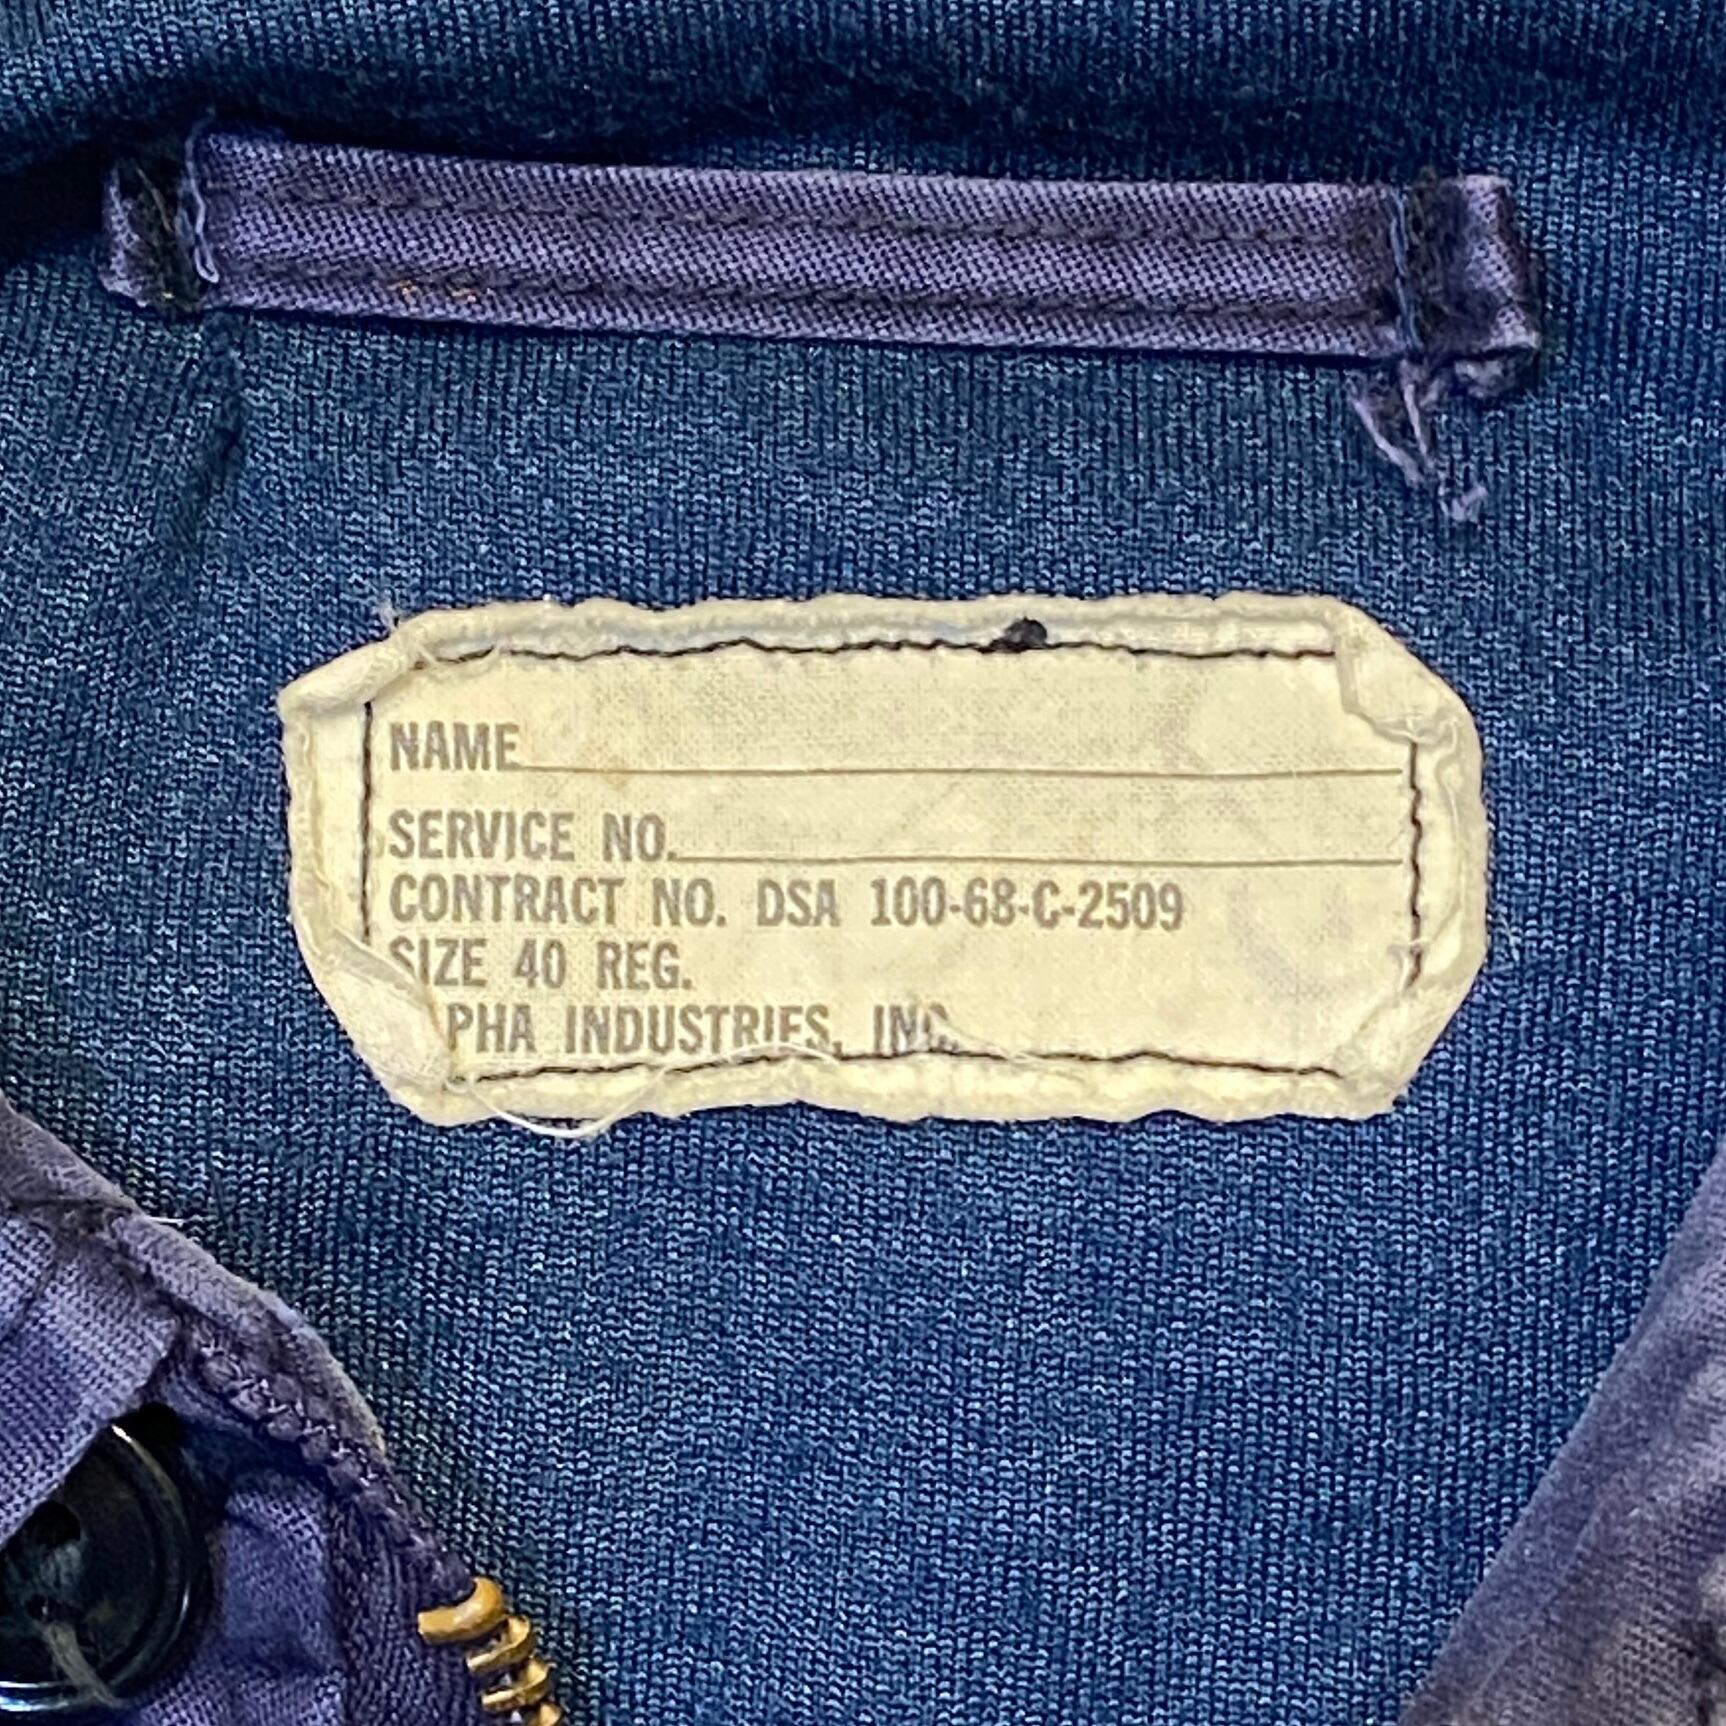 NAME
SERVICE NO.
CONTRACT NO. DSA 100-68-C-2509
SIZE 40 REG.
PHA INDUSTRIES, INC.